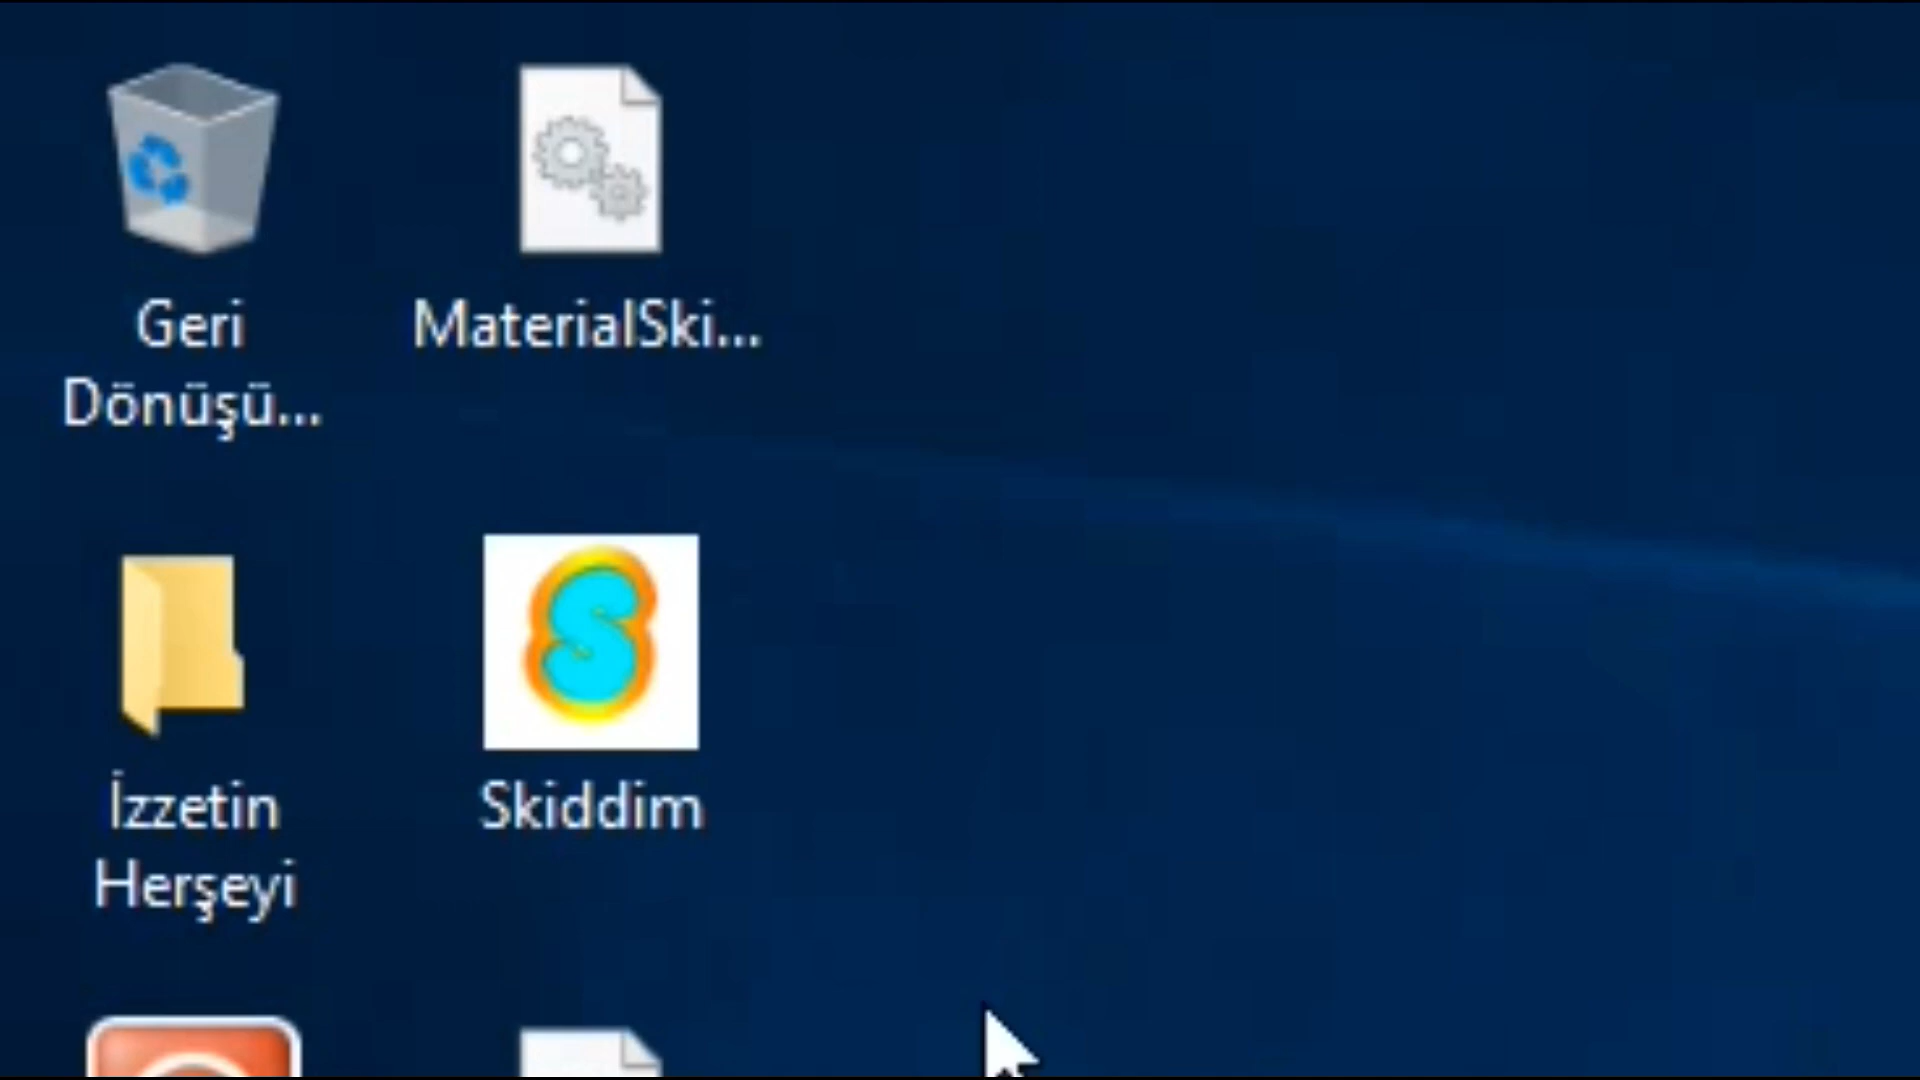 Geri
Dönüşü...
MaterialSki...
İzzetin
Herşeyi
S
Skiddim